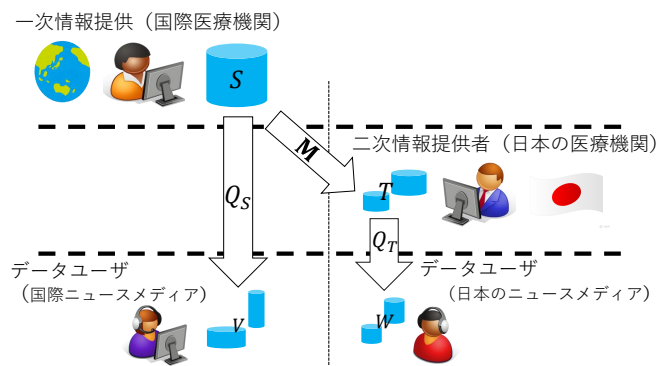 一次情報提供（国際医療機関）
S
M
二次情報提供者（日本の医療機関）
T
Q_S
Q_T
データユーザ
（国際ニュースメディア）
データユーザ
（日本のニュースメディア）
V
W